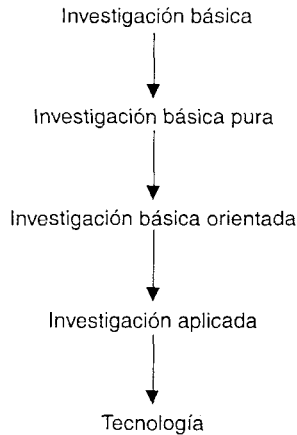 Investigación básica
Investigación básica pura
Investigación básica orientada
Investigación aplicada
Tecnología